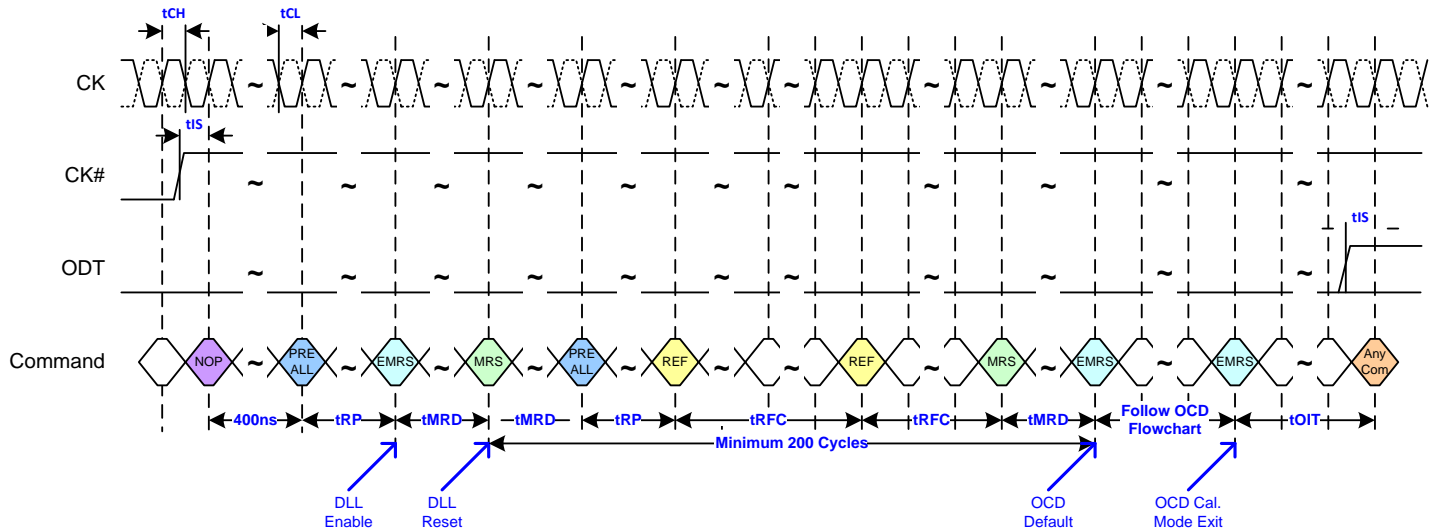 tCH
tCL
CK
tIS
CK#
tIS
ODT
Command
NOP
PRE
ALL
EMRS
MRS
PRE
ALL
REF
REF
MRS
EMRS
EMRS
Any
Com
400ns
tRP
tMRD
tMRD
tRP
tRFC
tRFC
tMRD
Follow OCD
Flowchart
tOIT
Minimum 200 Cycles
DLL
Enable
DLL
Reset
OCD
Default
OCD Cal.
Mode Exit